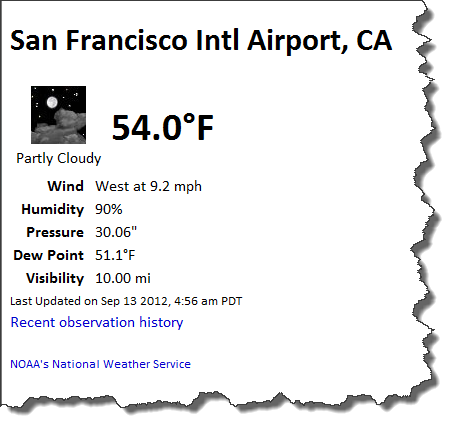 San Francisco Intl Airport, CA
54.0°F
Partly Cloudy
Wind West at 9.2 mph
Humidity 90%
Pressure 30.06"
Dew Point 51.1°F
Visibility 10.00 mi
Last Updated on Sep 13 2012, 4:56 am PDT
Recent observation history
NOAA's National Weather Service